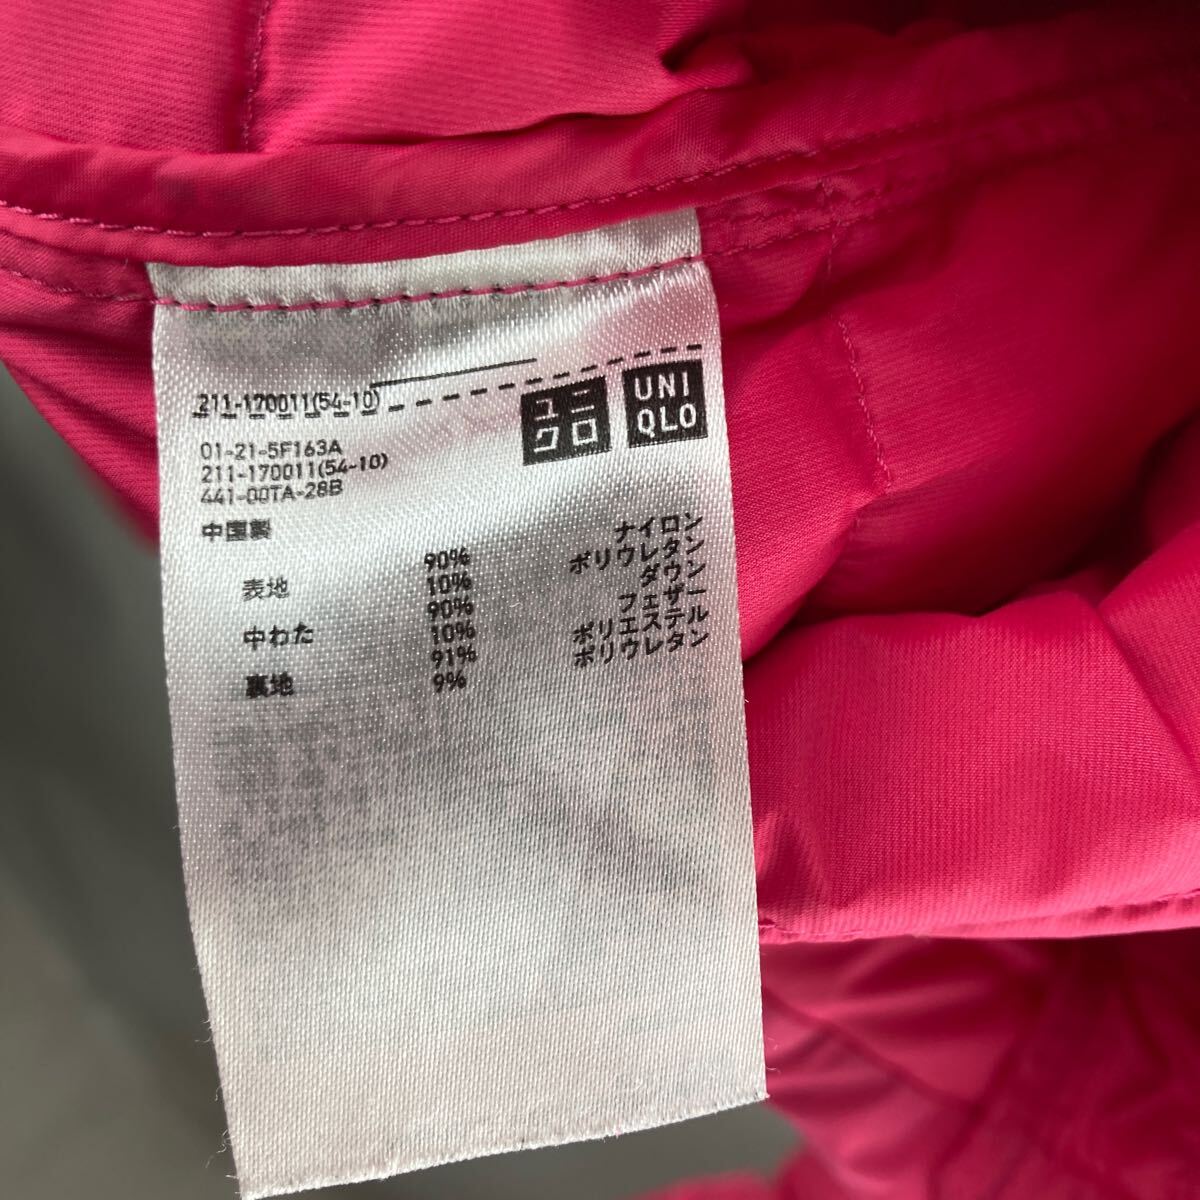 211-170011(54-10)
ユニ
クロ
UNI
QLO
01-21-5F163A
211-170011(54-10)
441-00TA-28B
中国製
90% ナイロン
表地 10% ポリウレタン
90% ダウン
中わた 10% フェザー
91% ポリエステル
裏地 9% ポリウレタン